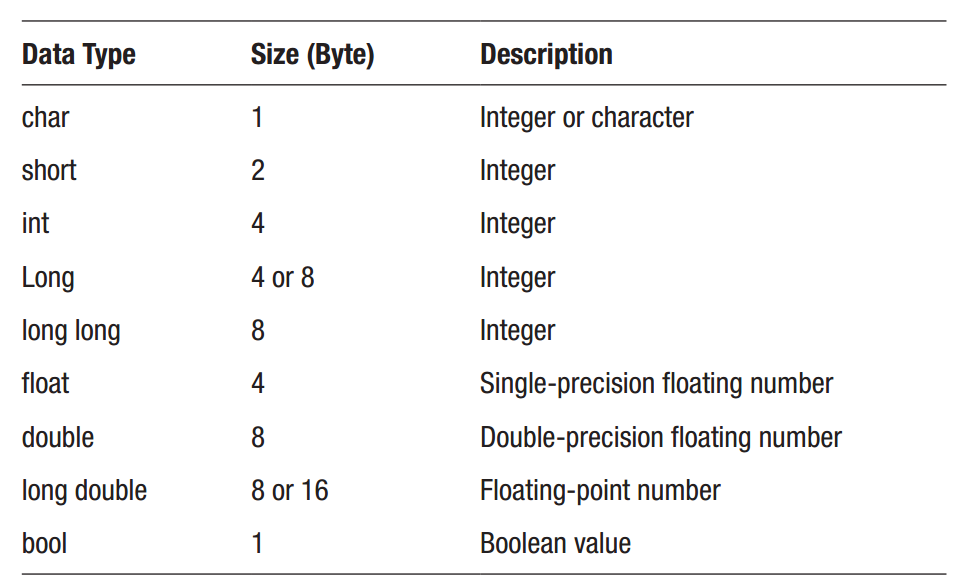 Data Type Size (Byte) Description
char 1 Integer or character
short 2 Integer
int 4 Integer
Long 4 or 8 Integer
long long 8 Integer
float 4 Single-precision floating number
double 8 Double-precision floating number
long double 8 or 16 Floating-point number
bool 1 Boolean value